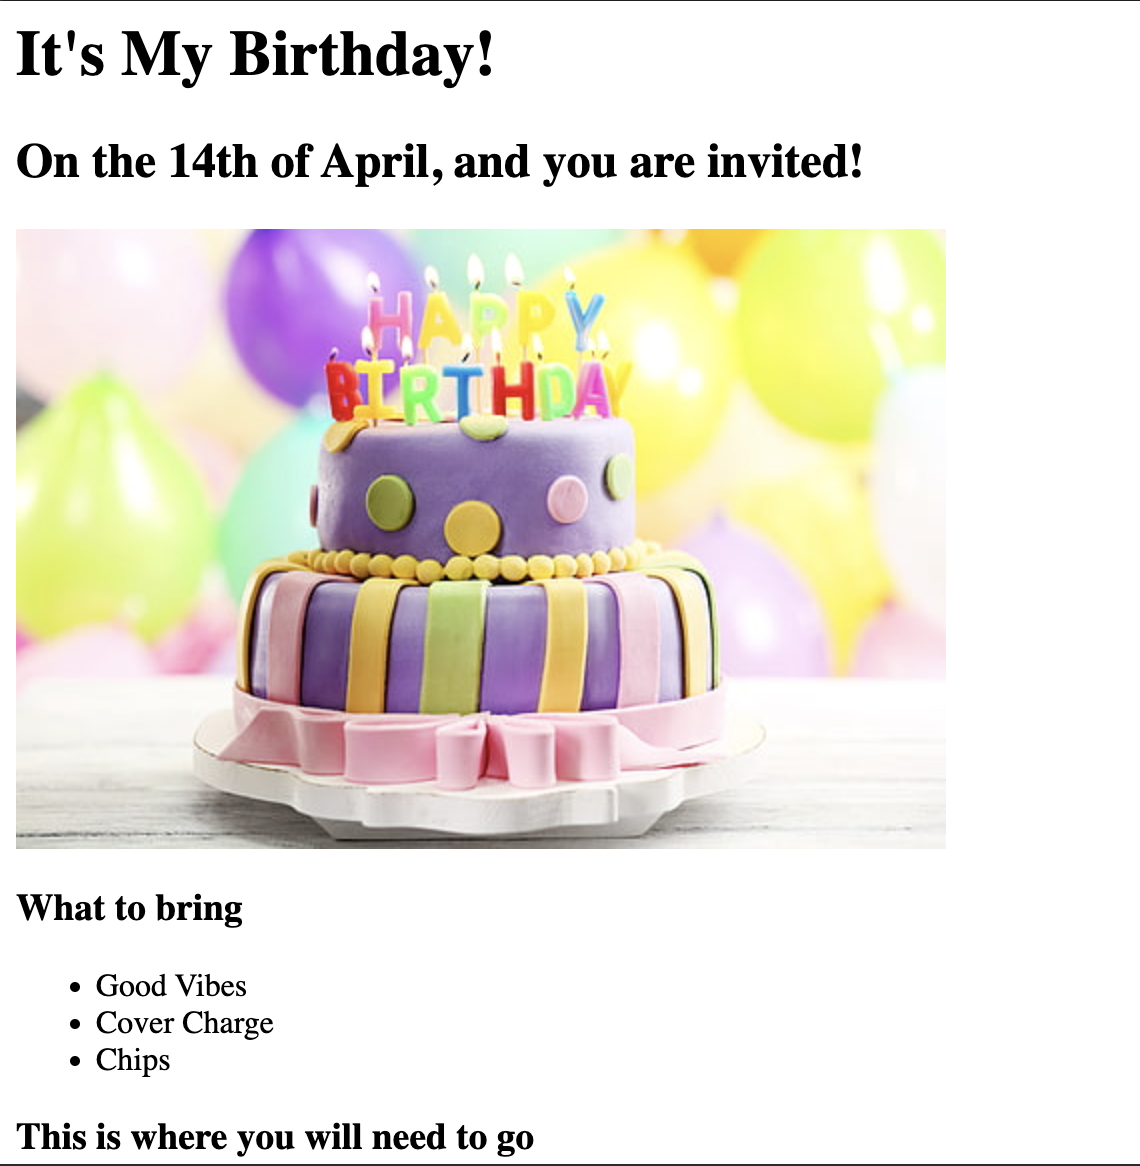 It's My Birthday!
On the 14th of April, and you are invited!
HAPPY
BIRTHDAY
What to bring
Good Vibes
Cover Charge
Chips
This is where you will need to go